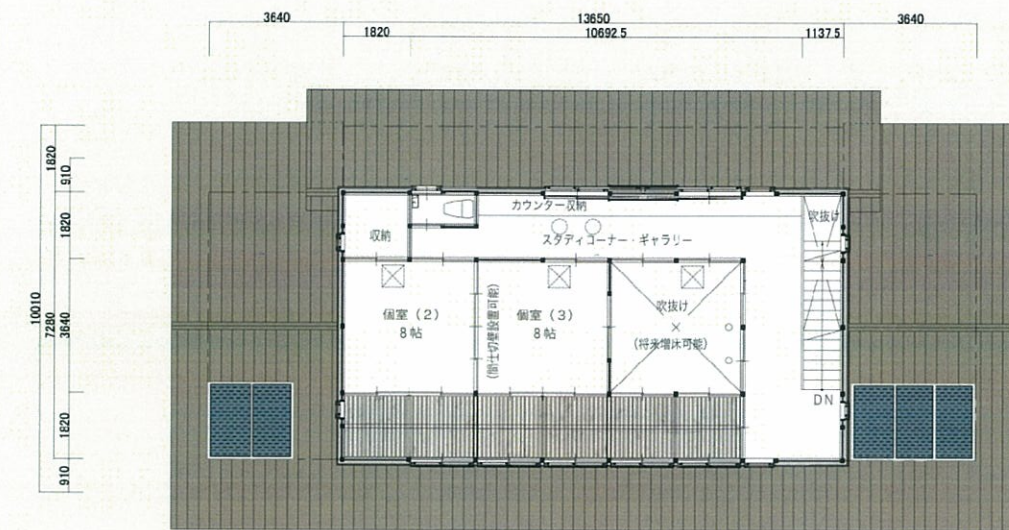 3640
13650
3640
1820
10692.5
1137.5
10010
1820
7280
910
910
1820
3640
1820
カウンター収納
吹抜け
収納
スタディコーナー・ギャラリー
個室（2）
8帖
(間仕切壁設置可能)
個室（3）
8帖
吹抜け
(将来増床可能)
DN